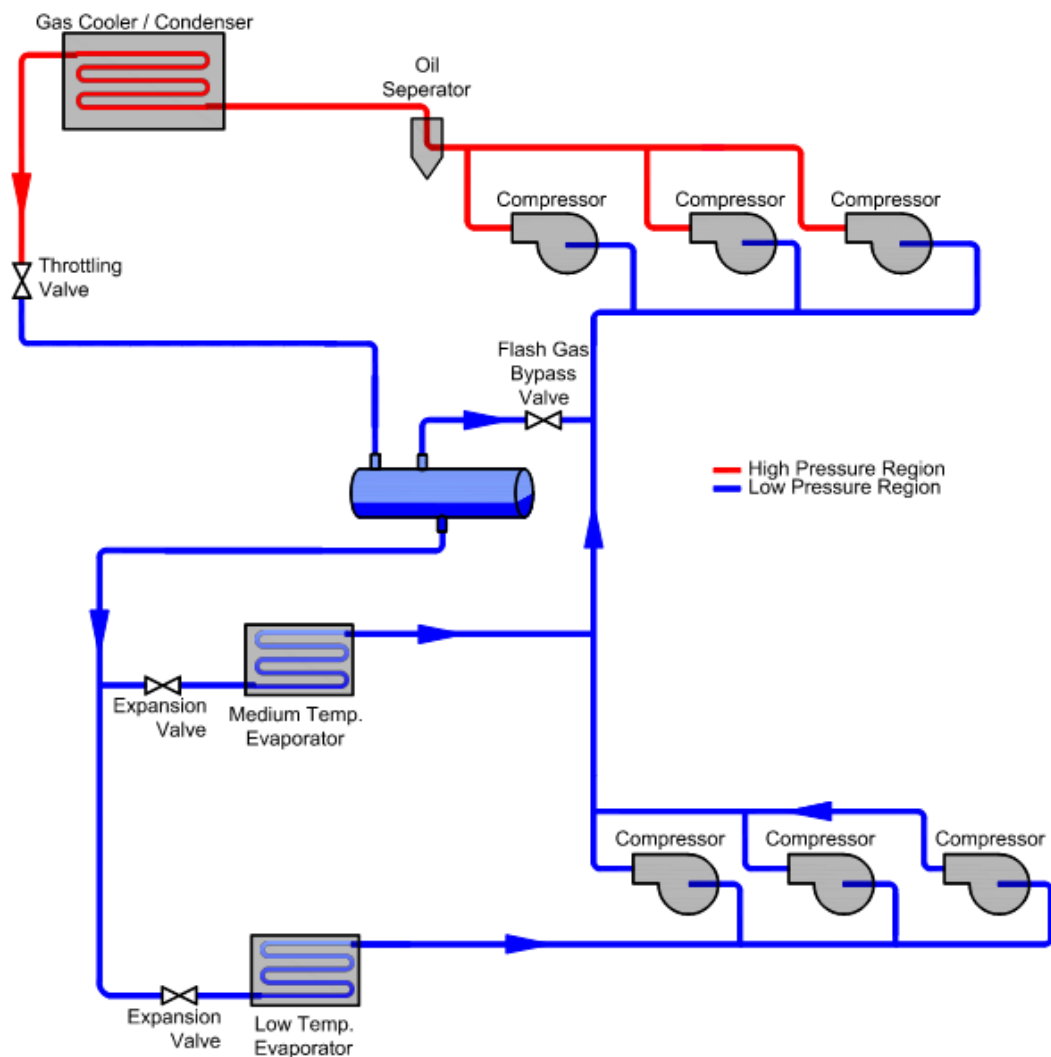 Gas Cooler / Condenser
Oil
Seperator
Compressor
Compressor
Compressor
Throttling
Valve
Flash Gas
Bypass
Valve
High Pressure Region
Low Pressure Region
Expansion
Valve
Medium Temp.
Evaporator
Compressor
Compressor
Compressor
Expansion
Valve
Low Temp.
Evaporator